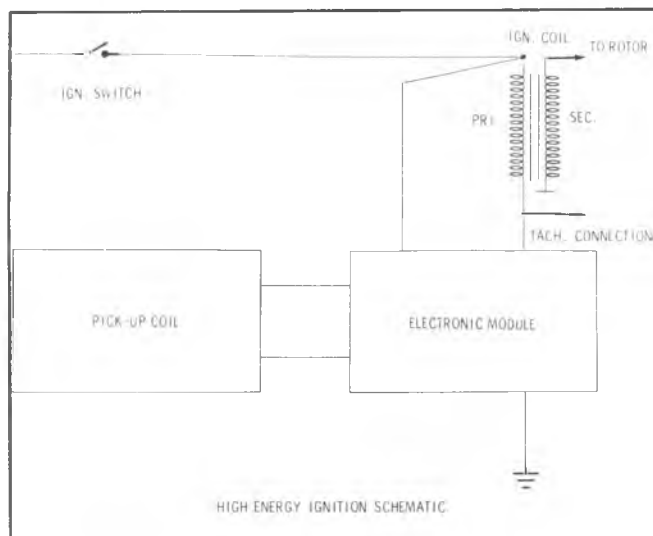 IGN. COIL
TO ROTOR
IGN. SWITCH
PRI.
SEC.
TACH. CONNECTION
PICK-UP COIL
ELECTRONIC MODULE
HIGH ENERGY IGNITION SCHEMATIC